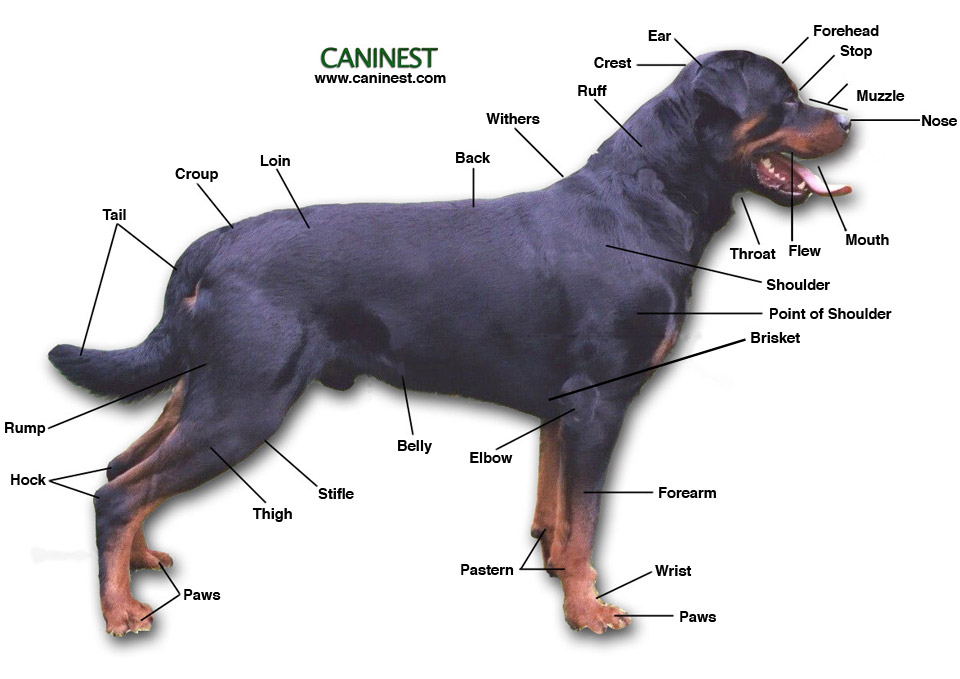 CANINEST
www.caninest.com
Ear
Forehead
Stop
Crest
Ruff
Muzzle
Nose
Withers
Back
Loin
Croup
Tail
Mouth
Flew
Throat
Shoulder
Point of Shoulder
Brisket
Rump
Belly
Elbow
Hock
Stifle
Forearm
Thigh
Pastern
Wrist
Paws
Paws